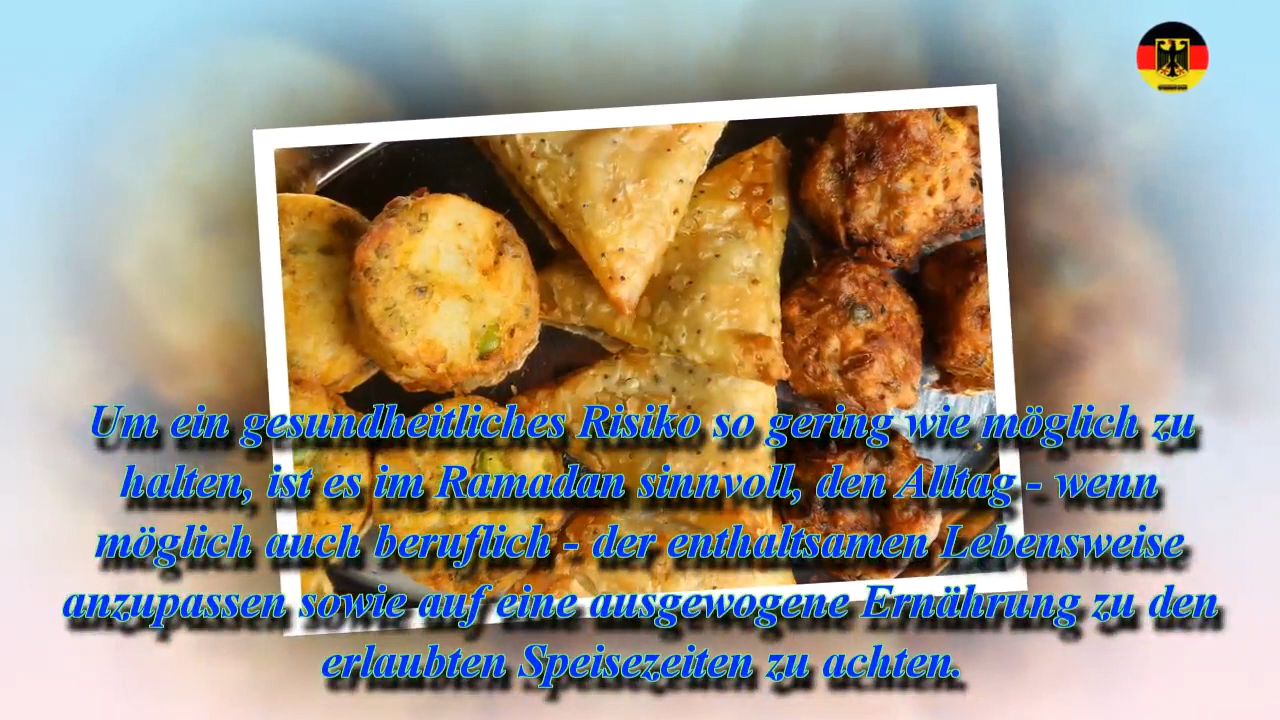 Um ein gesundheitliches Risiko so gering wie möglich zu
halten, ist es im Ramadan sinnvoll, den Alltag - wenn
möglich auch beruflich - der enthaltsamen Lebensweise
anzupassen sowie auf eine ausgewogene Ernährung zu den
erlaubten Speisezeiten zu achten.